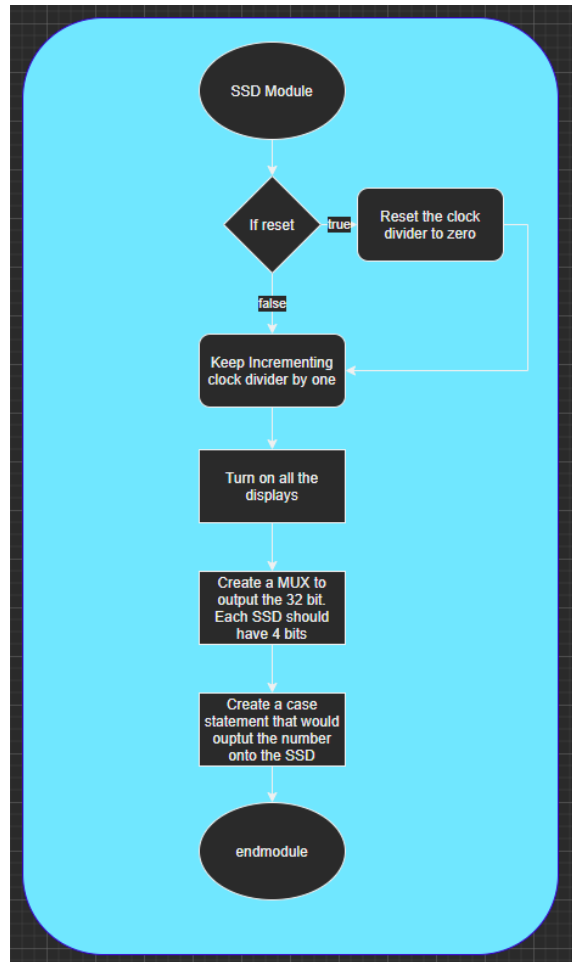 SSD Module
If reset
true
Reset the clock
divider to zero
false
Keep Incrementing
clock divider by one
Turn on all the
displays
Create a MUX to
output the 32 bit.
Each SSD should
have 4 bits
Create a case
statement that would
ouptut the number
onto the SSD
endmodule